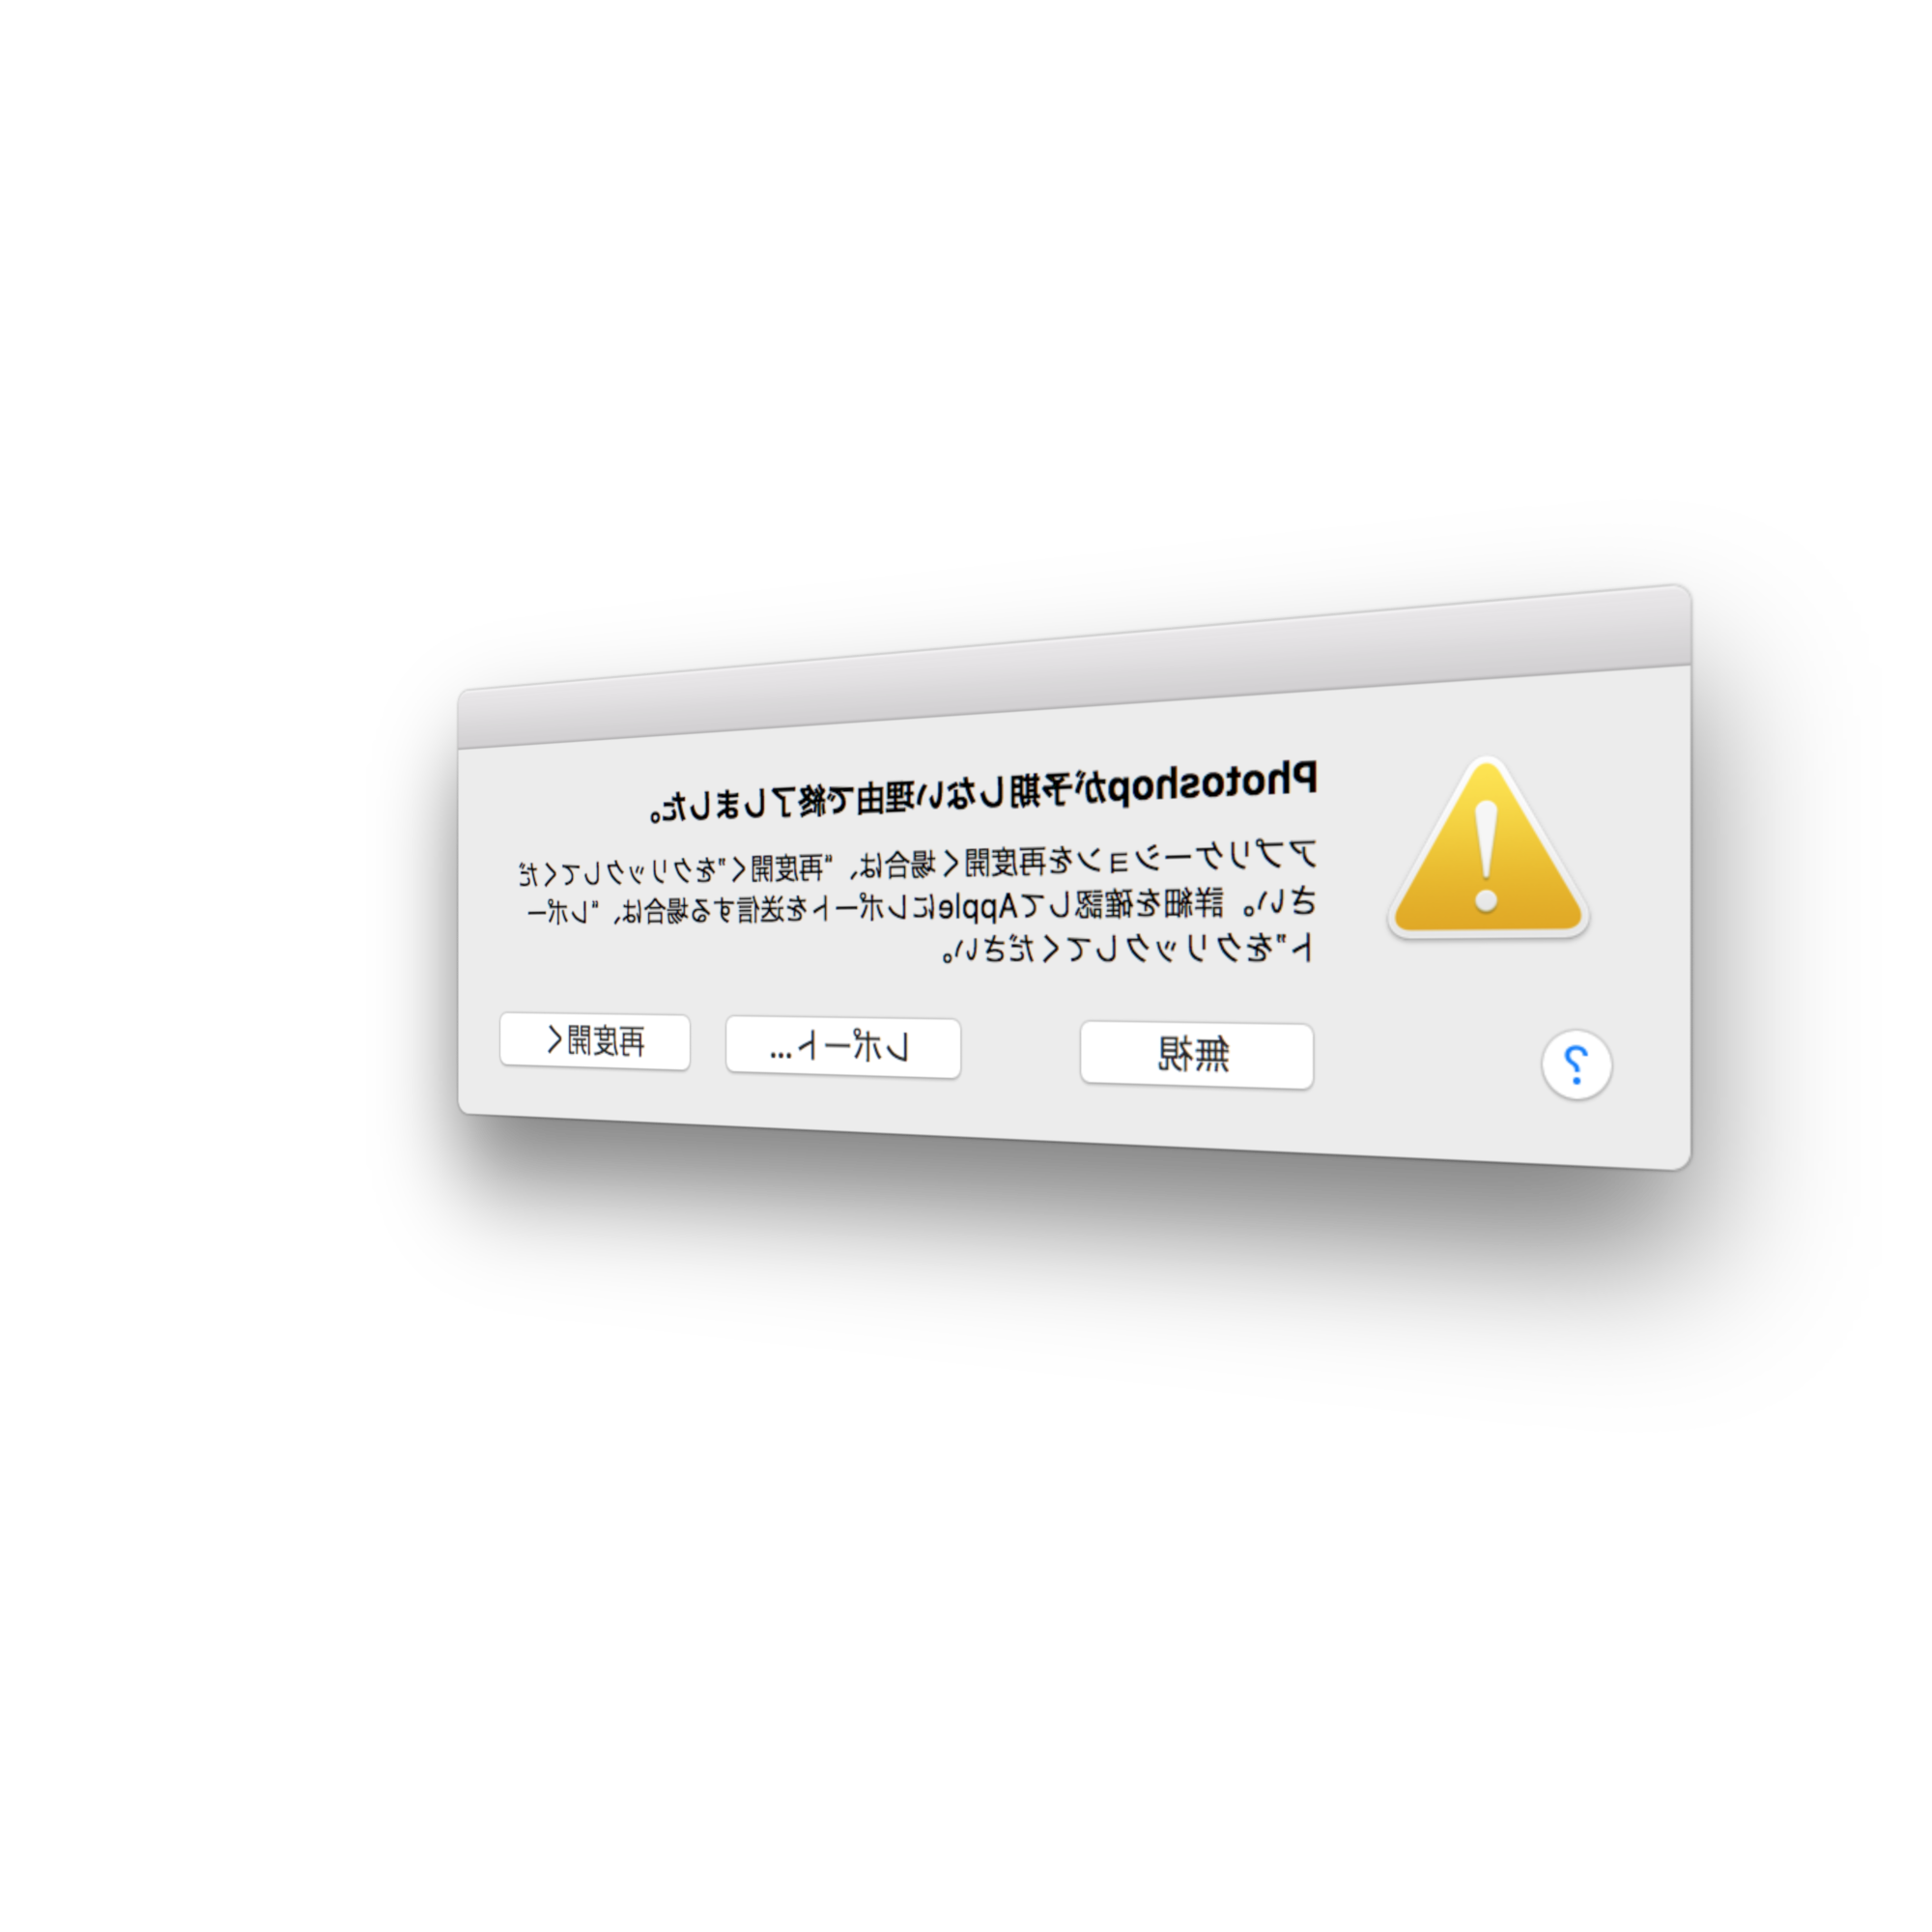 Photoshopが予期しない理由で終了しました。
アプリケーションを再度開く場合は、“再度開く”をクリックしてくだ
さい。詳細を確認してAppleにレポートを送信する場合は、“レポー
ト”をクリックしてください。
?
無視
レポート...
再度開く